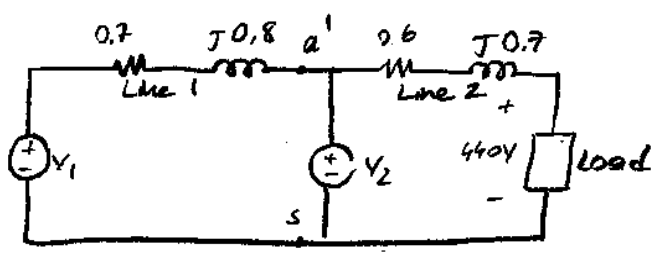 0.7
J0,8
a'
0.6
J0.7
Line 1
Line 2
+
+
-
V1
+
-
V2
440V
Load
-
s